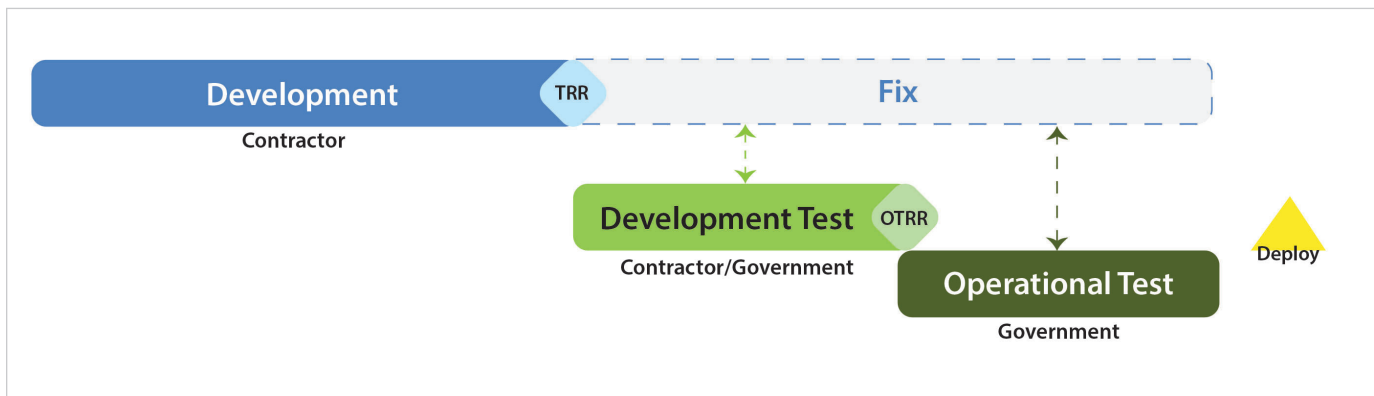 Development
TRR
Fix
Contractor
Development Test
OTRR
Contractor/Government
Deploy
Operational Test
Government